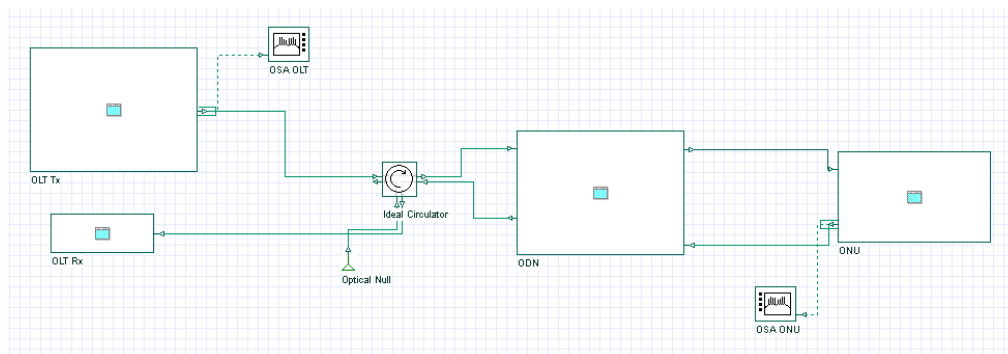 OSA OLT
OLT Tx
Ideal Circulator
OLT Rx
Optical Null
ODN
ONU
OSA ONU